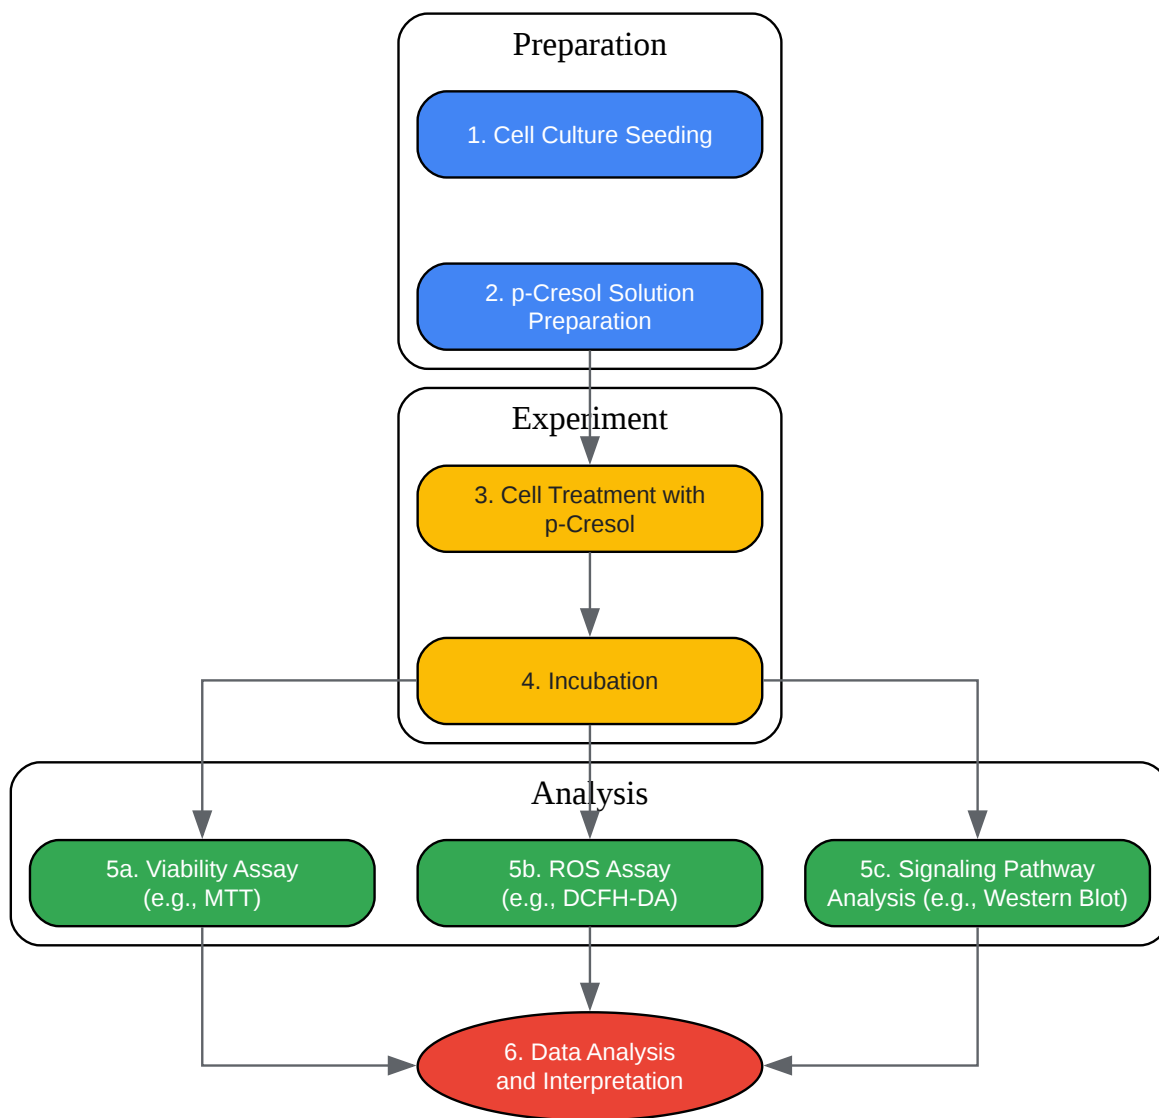 Preparation
1. Cell Culture Seeding
2. p-Cresol Solution
Preparation
Experiment
3. Cell Treatment with
p-Cresol
4. Incubation
Analysis
5a. Viability Assay
(e.g., MTT)
5b. ROS Assay
(e.g., DCFH-DA)
5c. Signaling Pathway
Analysis (e.g., Western Blot)
6. Data Analysis
and Interpretation